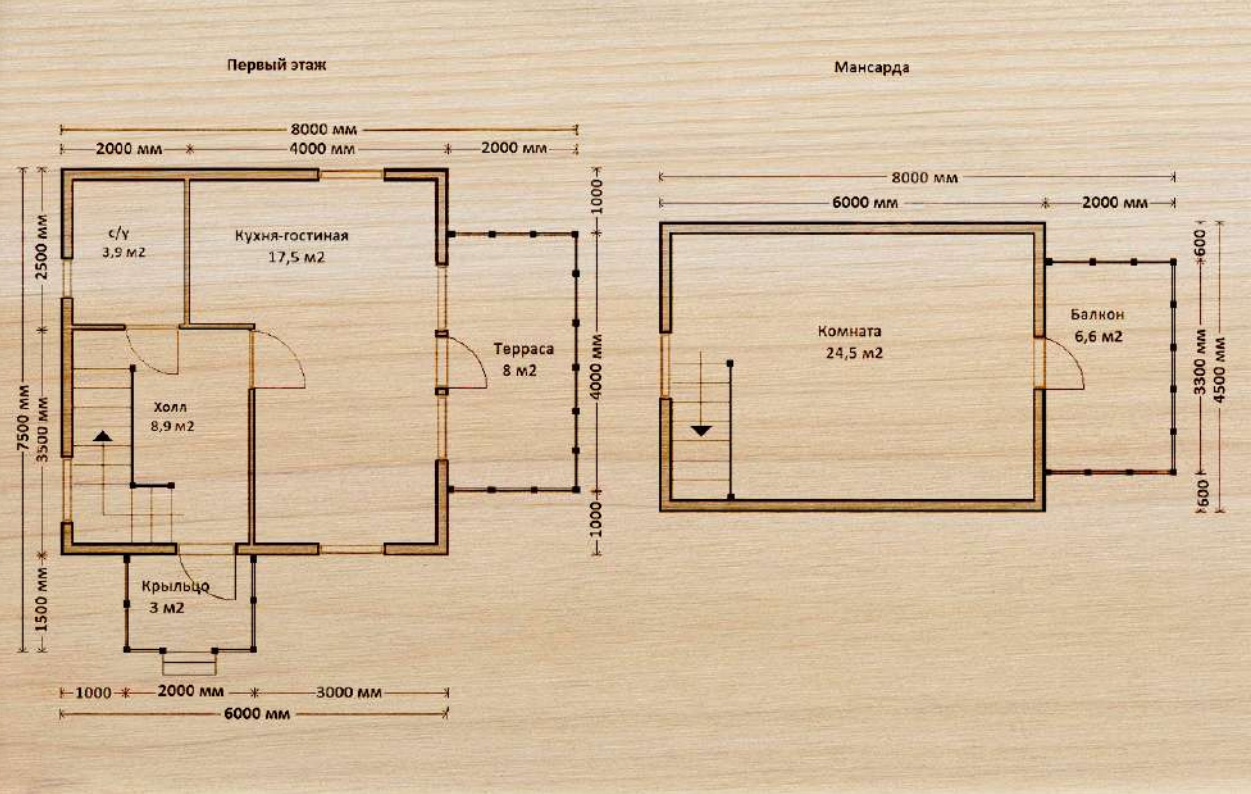 Первый этаж
Мансарда
8000 мм
2000 мм
4000 мм
2000 мм
8000 мм
6000 мм
2000 мм
7500 мм
2500 мм
3500 мм
1500 мм
с/у
3,9 м2
Кухня-гостиная
17,5 м2
Терраса
8 м2
Холл
8,9 м2
Крыльцо
3 м2
1000
4000 мм
1000
Комната
24,5 м2
Балкон
6,6 м2
600
3300 мм
600
4500 мм
1000
2000 мм
3000 мм
6000 мм